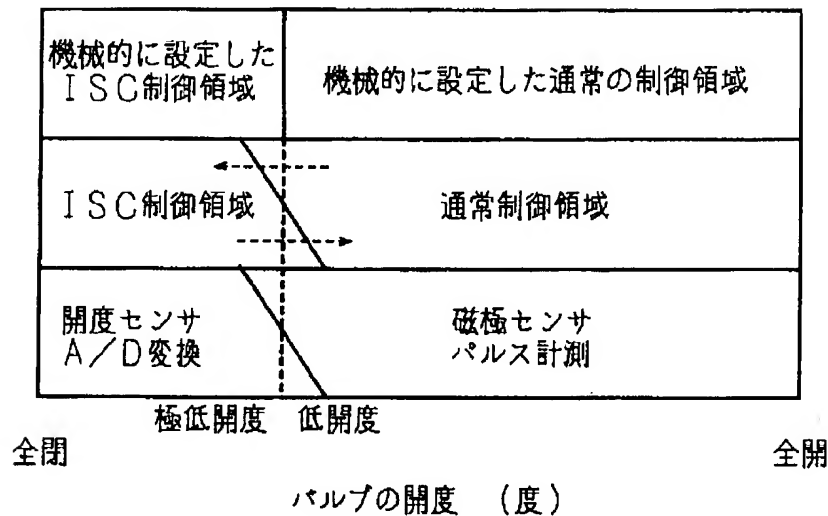 機械的に設定した
ＩＳＣ制御領域
機械的に設定した通常の制御領域
ＩＳＣ制御領域
通常制御領域
開度センサ
Ａ／Ｄ変換
磁極センサ
パルス計測
極低開度
低開度
全閉
全開
バルブの開度 （度）